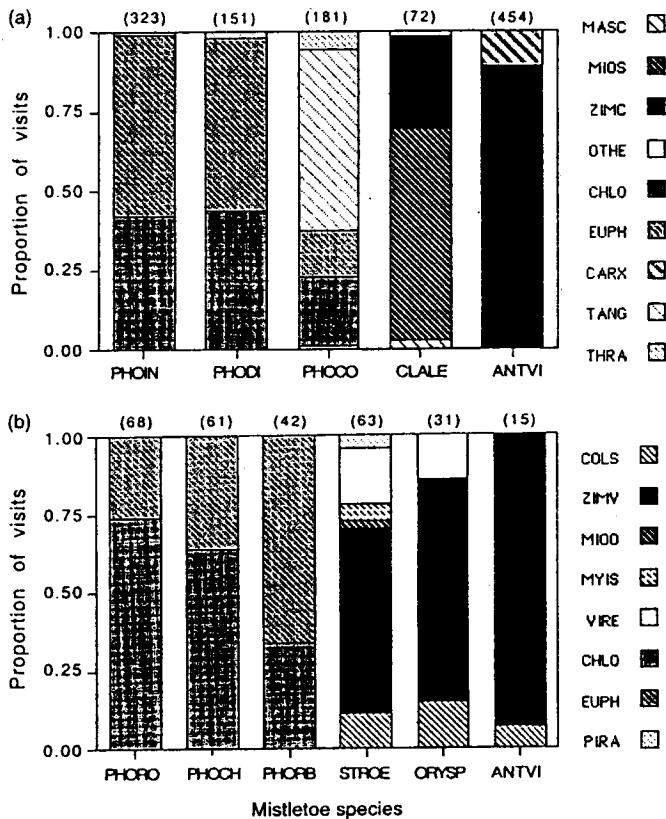 (a)
(323) (151) (181) (72) (454)
Proportion of visits
1.00
0.75
0.50
0.25
0.00
PHOIN PHODI PHOCO CLALE ANTVI
MASC
MIOS
ZIMC
OTHE
CHLO
EUPH
CARX
TANG
THRA
(b)
(68) (61) (42) (63) (31) (15)
Proportion of visits
1.00
0.75
0.50
0.25
0.00
PHORO PHOCH PHORB STROE ORYSP ANTVI
COLS
ZIMV
MIOO
MYIS
VIRE
CHLO
EUPH
PIRA
Mistletoe species